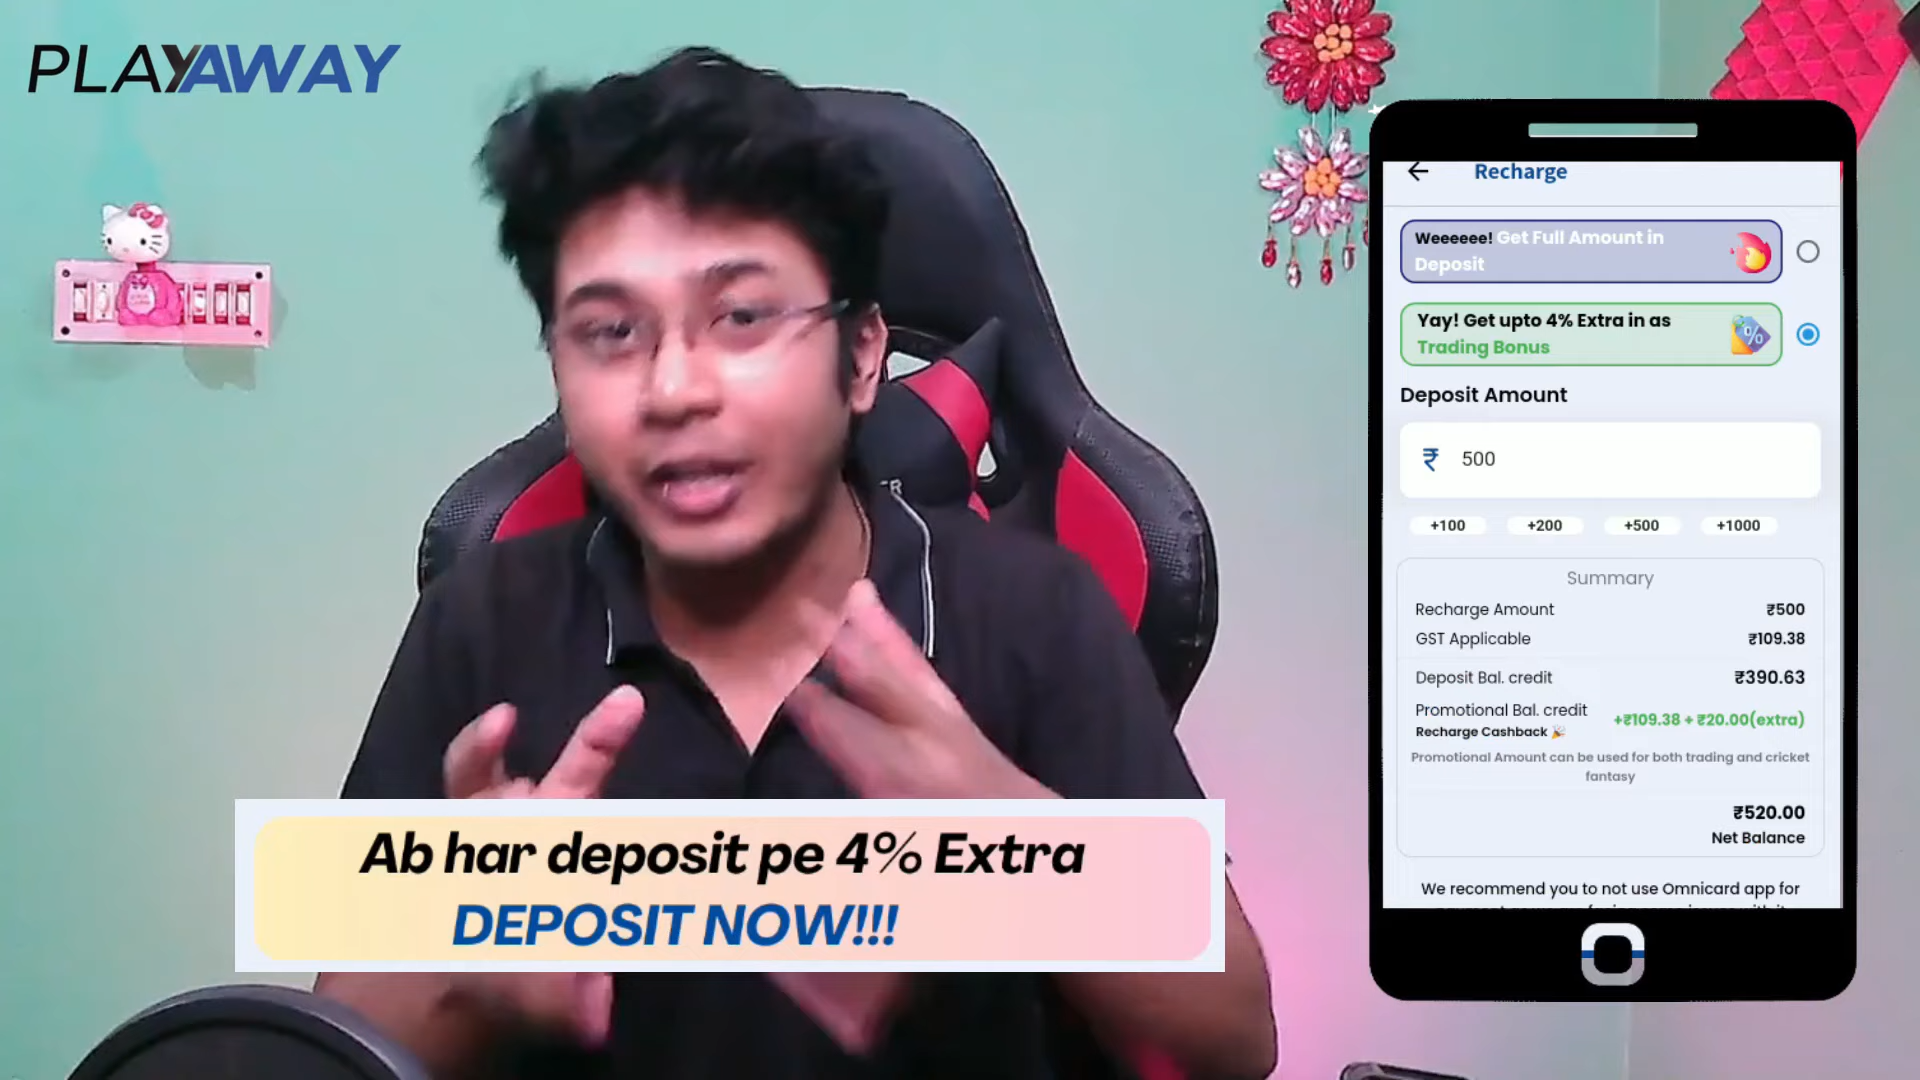 PLAYAWAY
Recharge
Weeeeee! Get Full Amount in
Deposit
Yay! Get upto 4% Extra in as
Trading Bonus
Deposit Amount
₹ 500
+100 +200 +500 +1000
Summary
Recharge Amount ₹500
GST Applicable ₹109.38
Deposit Bal. credit ₹390.63
Promotional Bal. credit +₹109.38 + ₹20.00(extra)
Recharge Cashback 🎉
Promotional Amount can be used for both trading and cricket
fantasy
₹520.00
Net Balance
We recommend you to not use Omnicard app for
Ab har deposit pe 4% Extra
DEPOSIT NOW!!!